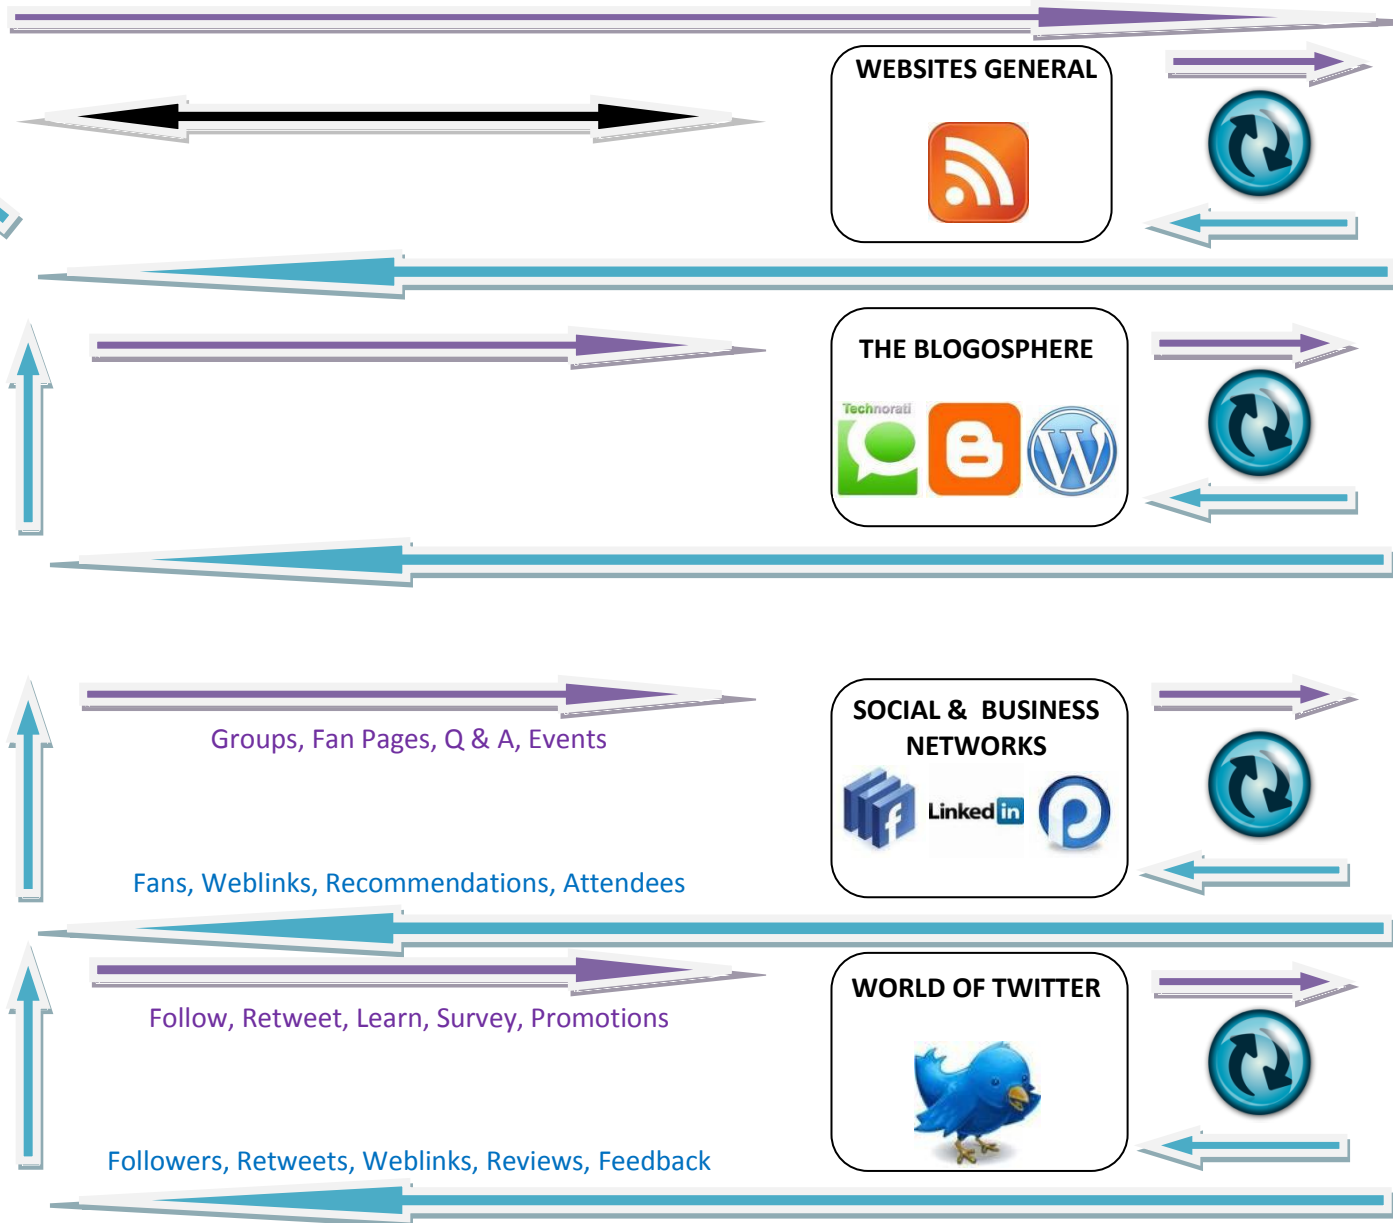 WEBSITES GENERAL
THE BLOGOSPHERE
Technorati
SOCIAL &  BUSINESS
NETWORKS
Groups, Fan Pages, Q & A, Events
Linked in
Fans, Weblinks, Recommendations, Attendees
WORLD OF TWITTER
Follow, Retweet, Learn, Survey, Promotions
Followers, Retweets, Weblinks, Reviews, Feedback